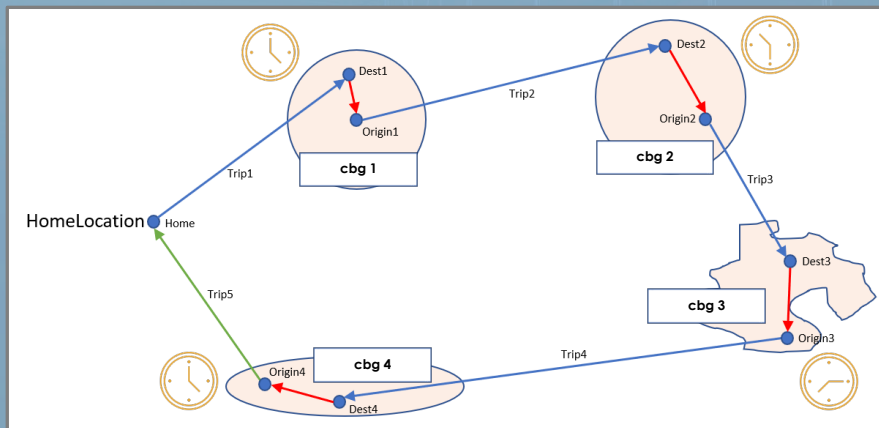 Dest1
Origin1
cbg 1
Trip1
Trip2
Dest2
Origin2
cbg 2
Trip3
HomeLocation
Home
Dest3
cbg 3
Origin3
Trip5
Trip4
cbg 4
Origin4
Dest4